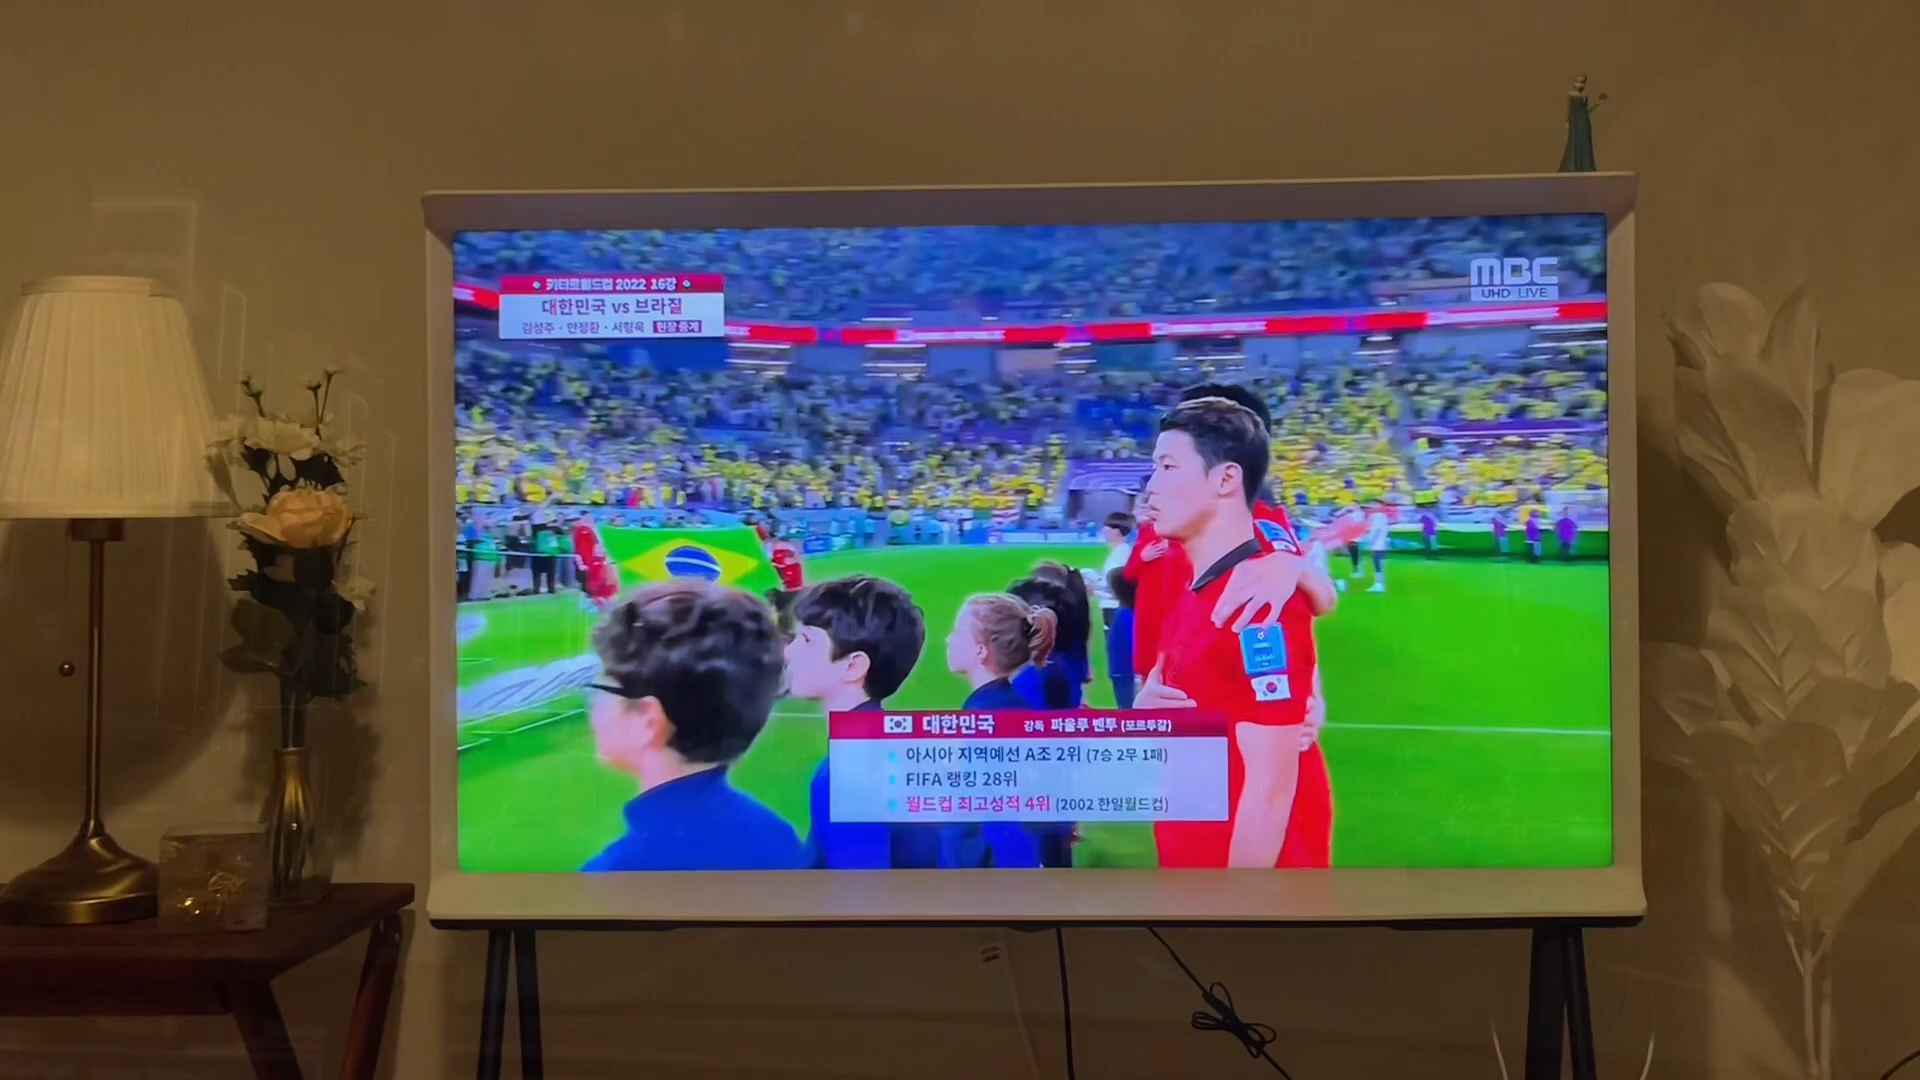 카타르월드컵 2022 16강
대한민국 vs 브라질
김성주·안정환·서형욱 현장 중계
MBC
UHD LIVE
대한민국 감독 파울루 벤투 (포르투갈)
아시아 지역예선 A조 2위 (7승 2무 1패)
FIFA 랭킹 28위
월드컵 최고성적 4위 (2002 한일월드컵)